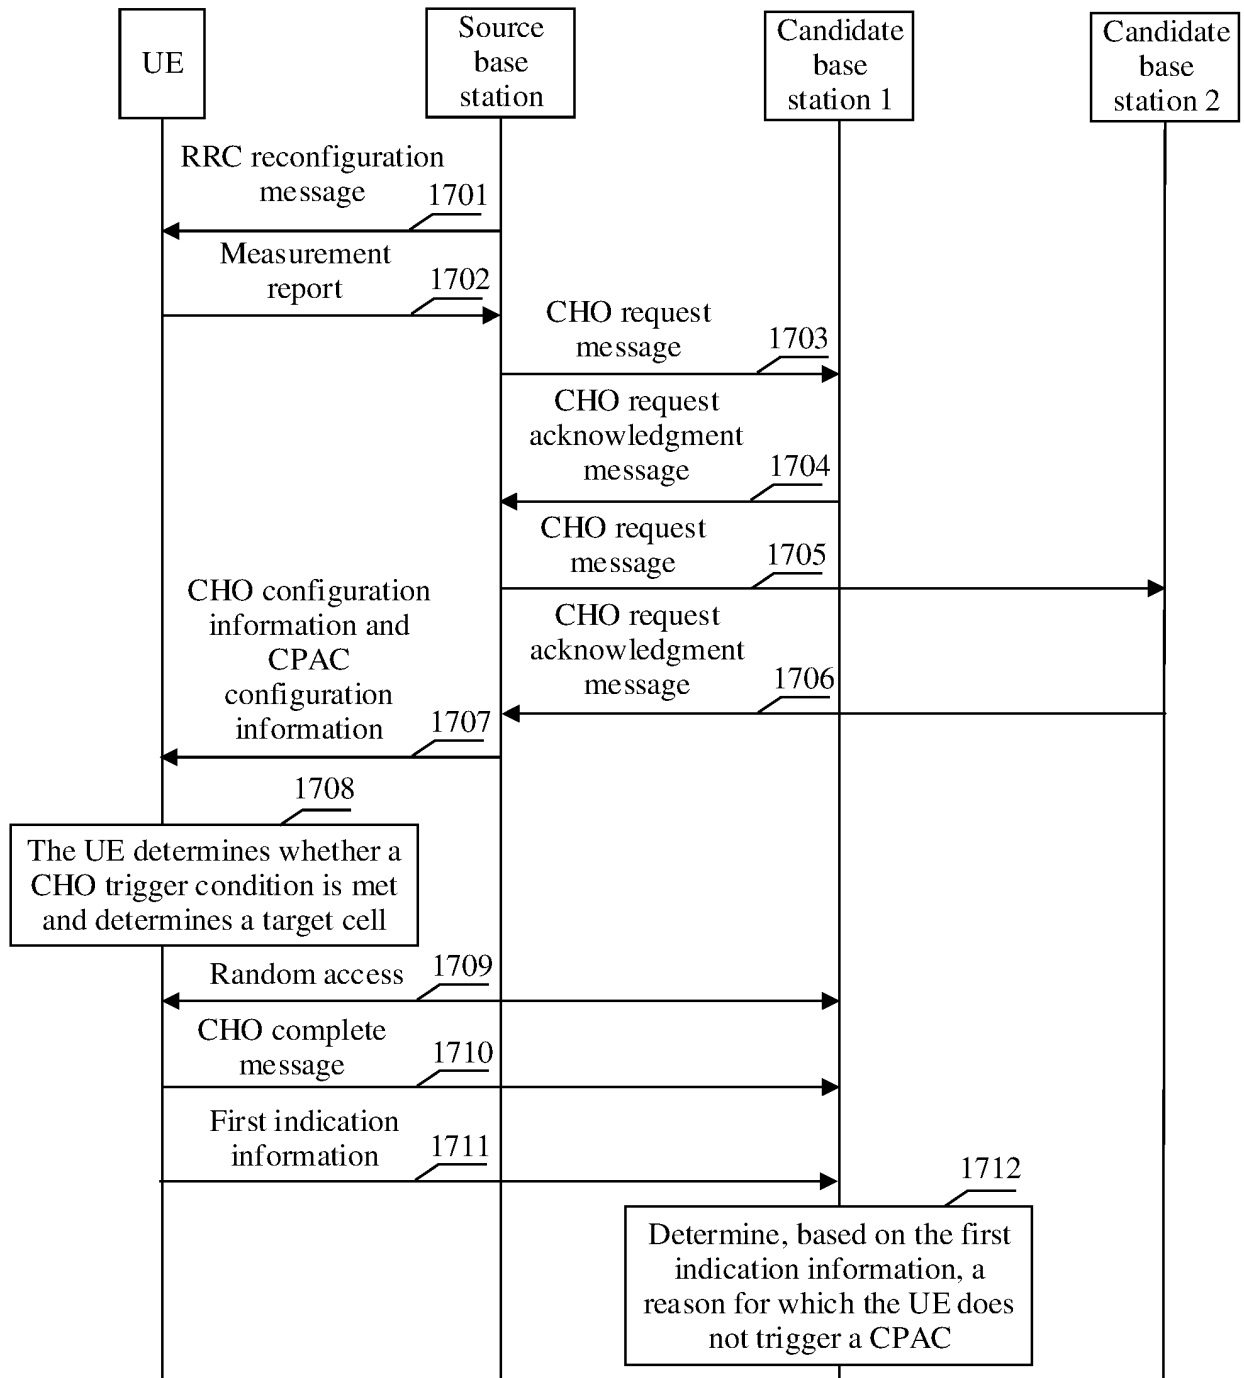 UE
Source
base
station
Candidate
base
station 1
Candidate
base
station 2
RRC reconfiguration
message
1701
Measurement
report
1702
CHO request
message
1703
CHO request
acknowledgment
message
1704
CHO request
message
1705
CHO configuration
information and
CPAC
configuration
information
1707
CHO request
acknowledgment
message
1706
1708
The UE determines whether a
CHO trigger condition is met
and determines a target cell
Random access
1709
CHO complete
message
1710
First indication
information
1711
1712
Determine, based on the first
indication information, a
reason for which the UE does
not trigger a CPAC